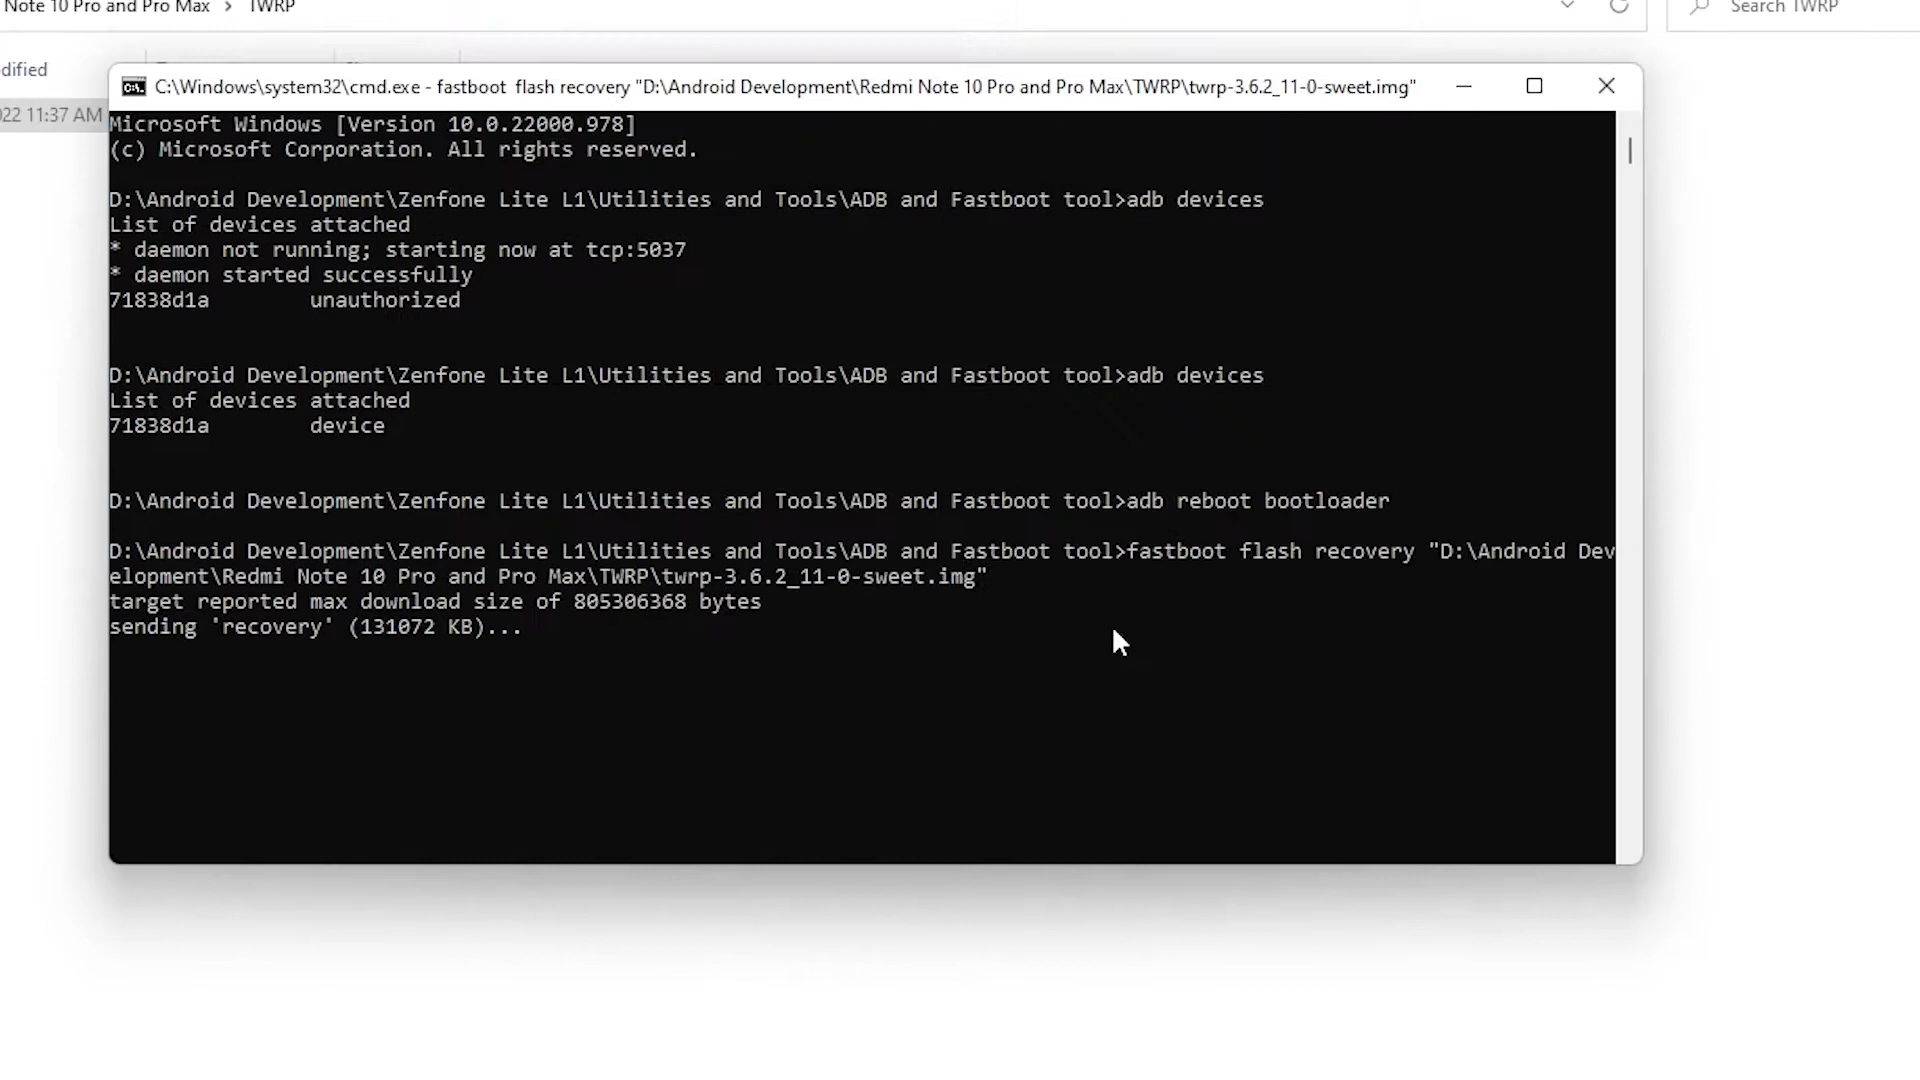 Note 10 Pro and Pro Max > TWRP
Search TWRP
dified
022 11:37 AM
C:\Windows\system32\cmd.exe - fastboot  flash recovery "D:\Android Development\Redmi Note 10 Pro and Pro Max\TWRP\twrp-3.6.2_11-0-sweet.img"
Microsoft Windows [Version 10.0.22000.978]
(c) Microsoft Corporation. All rights reserved.
D:\Android Development\Zenfone Lite L1\Utilities and Tools\ADB and Fastboot tool>adb devices
List of devices attached
* daemon not running; starting now at tcp:5037
* daemon started successfully
71838d1a        unauthorized
D:\Android Development\Zenfone Lite L1\Utilities and Tools\ADB and Fastboot tool>adb devices
List of devices attached
71838d1a        device
D:\Android Development\Zenfone Lite L1\Utilities and Tools\ADB and Fastboot tool>adb reboot bootloader
D:\Android Development\Zenfone Lite L1\Utilities and Tools\ADB and Fastboot tool>fastboot flash recovery "D:\Android Dev
elopment\Redmi Note 10 Pro and Pro Max\TWRP\twrp-3.6.2_11-0-sweet.img"
target reported max download size of 805306368 bytes
sending 'recovery' (131072 KB)...